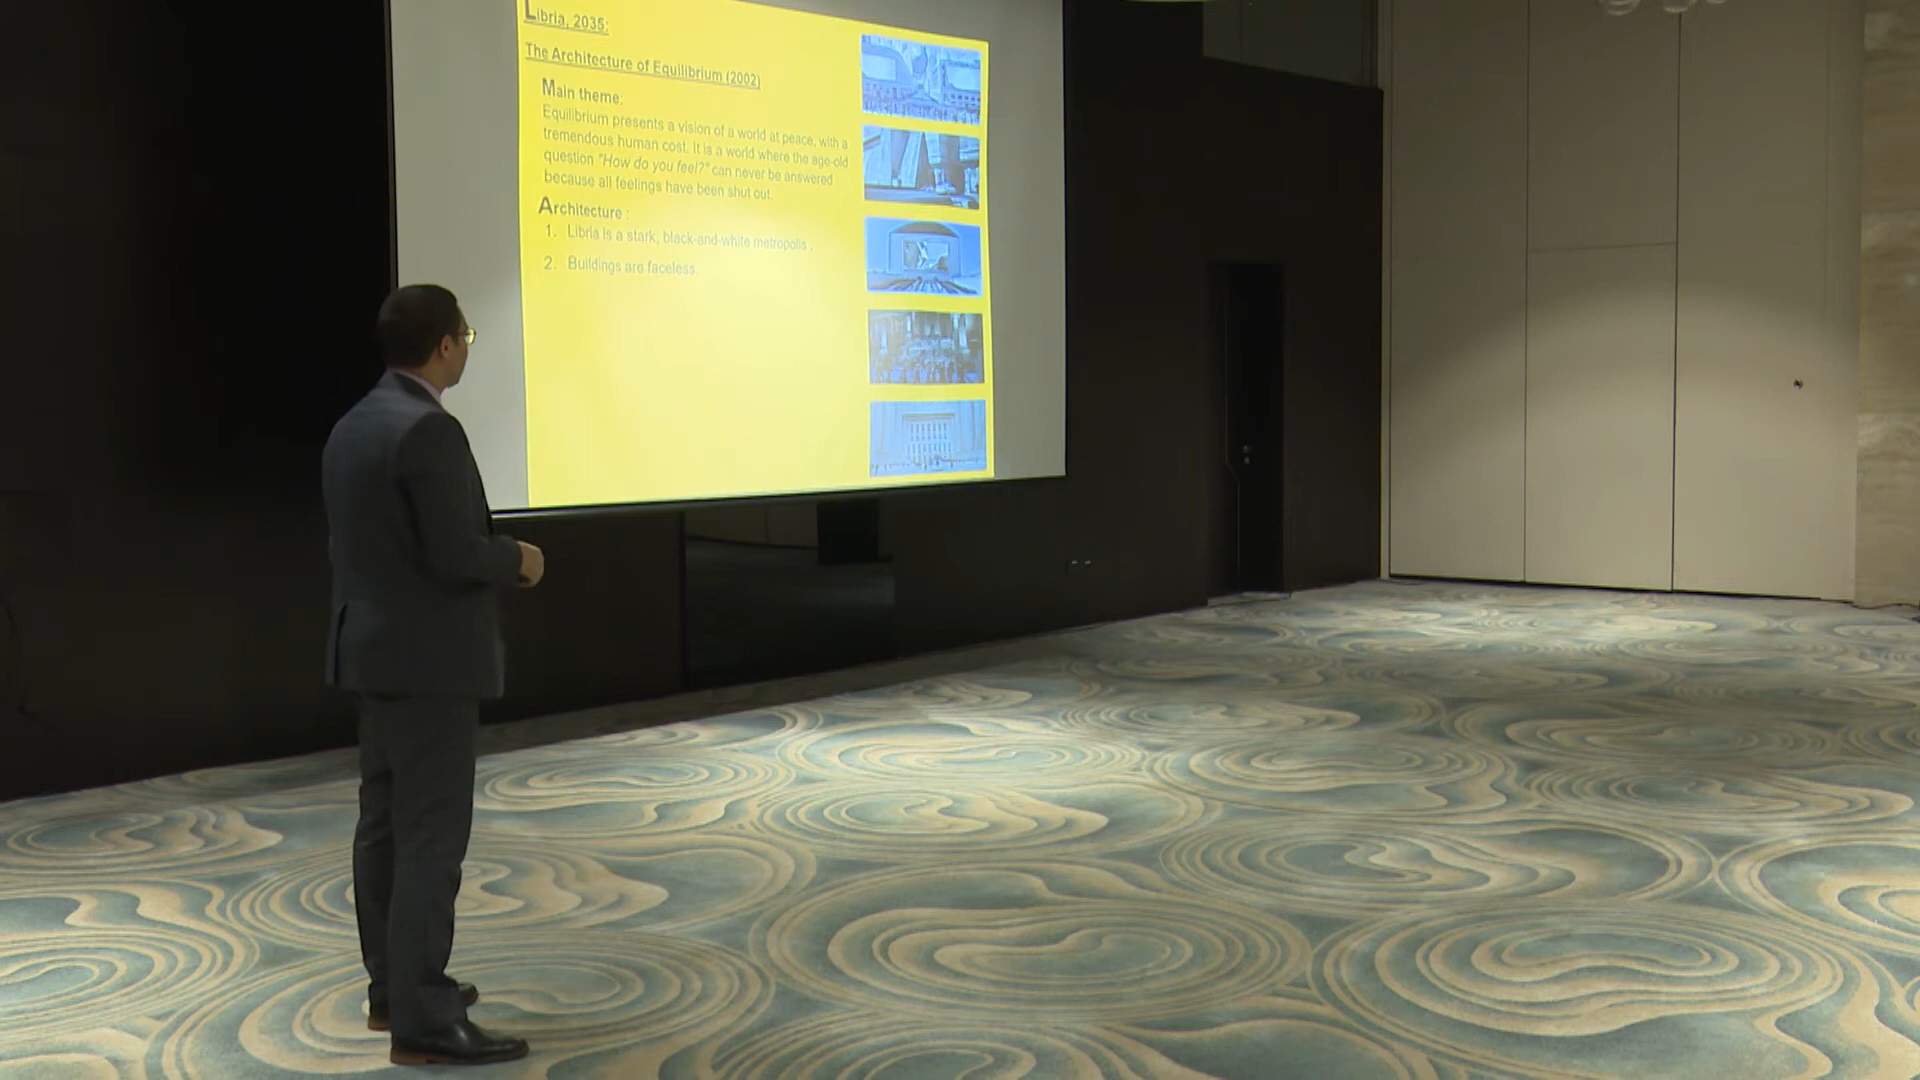 Libria, 2035:
The Architecture of Equilibrium (2002)
Main theme:
Equilibrium presents a vision of a world at peace, with a
tremendous human cost. It is a world where the age-old
question "How do you feel?" can never be answered
because all feelings have been shut out.
Architecture :
1. Libria is a stark, black-and-white metropolis .
2. Buildings are faceless.